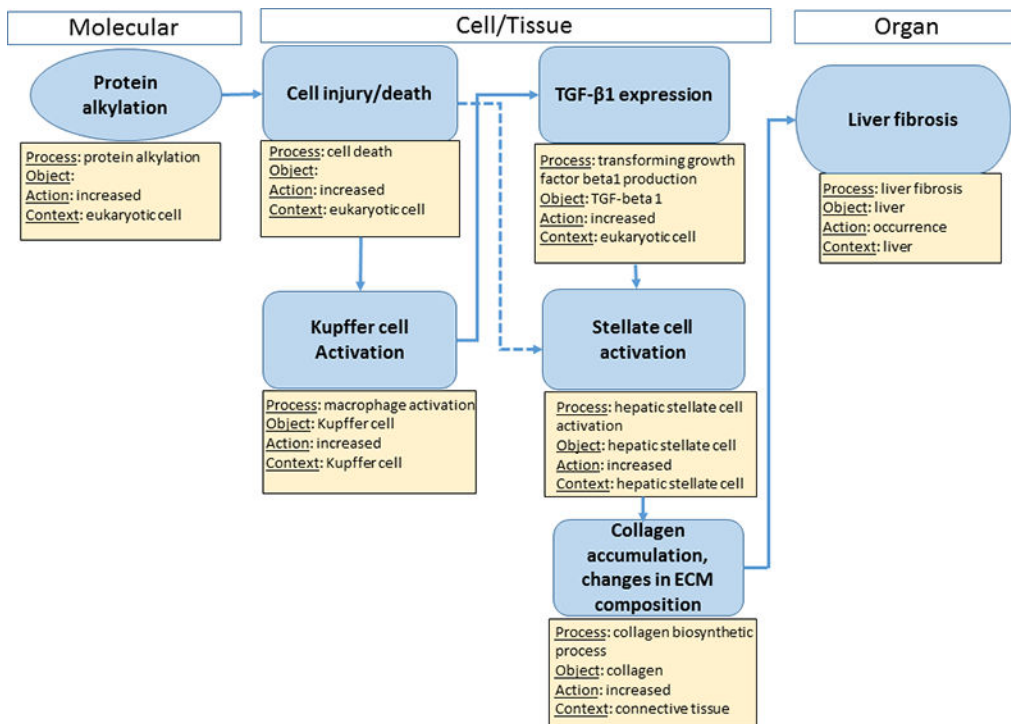 Molecular
Cell/Tissue
Organ
Protein
alkylation
Process: protein alkylation
Object:
Action: increased
Context: eukaryotic cell
Cell injury/death
Process: cell death
Object:
Action: increased
Context: eukaryotic cell
Kupffer cell
Activation
Process: macrophage activation
Object: Kupffer cell
Action: increased
Context: Kupffer cell
TGF-β1 expression
Process: transforming growth
factor beta1 production
Object: TGF-beta 1
Action: increased
Context: eukaryotic cell
Stellate cell
activation
Process: hepatic stellate cell
activation
Object: hepatic stellate cell
Action: increased
Context: hepatic stellate cell
Collagen
accumulation,
changes in ECM
composition
Process: collagen biosynthetic
process
Object: collagen
Action: increased
Context: connective tissue
Liver fibrosis
Process: liver fibrosis
Object: liver
Action: occurrence
Context: liver